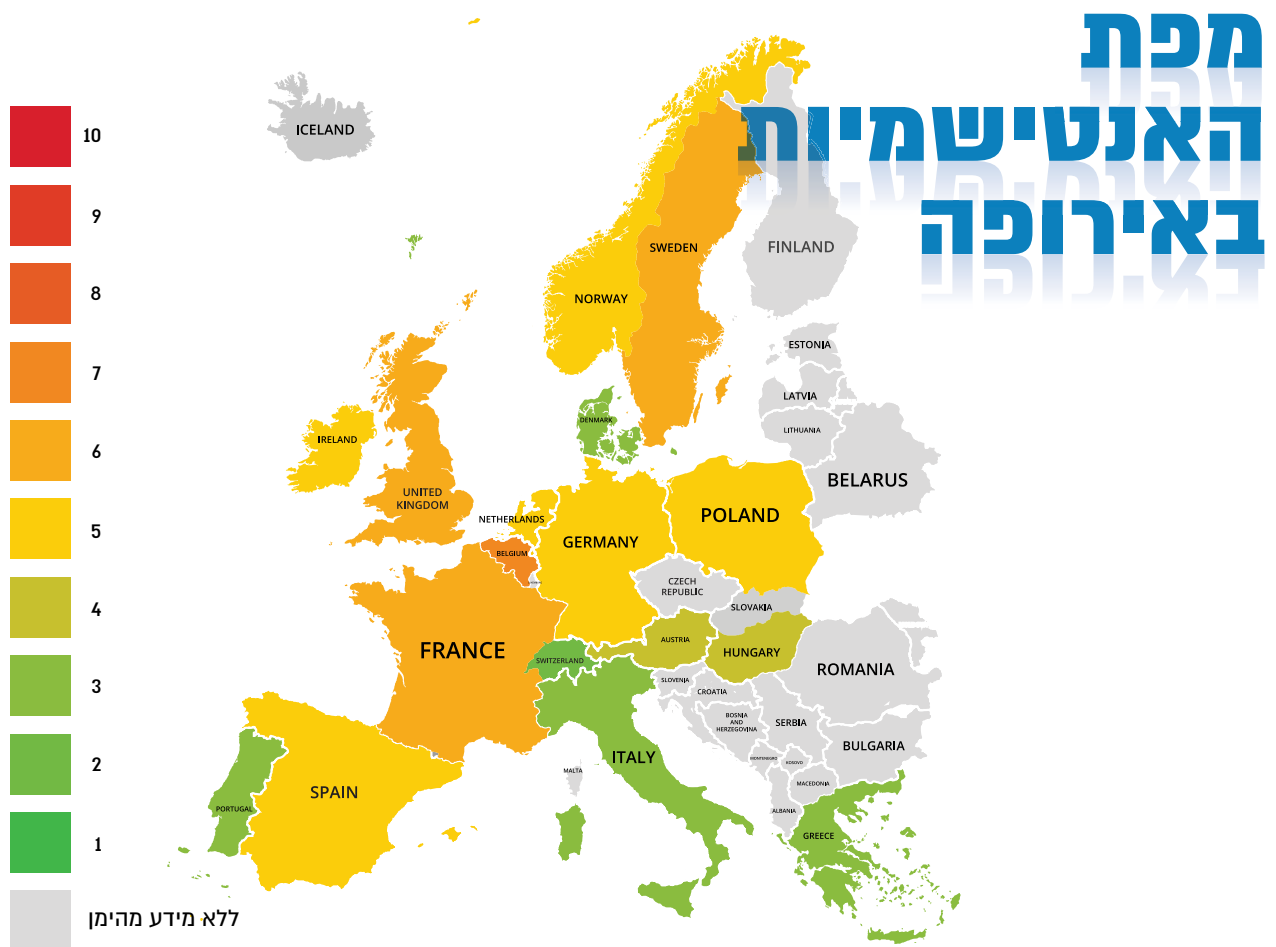 מפת
האנטישמיות
באירופה
10
9
8
7
6
5
4
3
2
1
ללא מידע מהימן
ICELAND
SWEDEN
FINLAND
NORWAY
ESTONIA
LATVIA
LITHUANIA
DENMARK
IRELAND
BELARUS
UNITED
KINGDOM
NETHERLANDS
POLAND
GERMANY
BELGIUM
CZECH
REPUBLIC
SLOVAKIA
FRANCE
AUSTRIA
HUNGARY
SWITZERLAND
ROMANIA
SLOVENIA
CROATIA
BOSNIA
AND
HERZEGOVINA
SERBIA
BULGARIA
ITALY
MONTENEGRO
KOSOVO
MALTA
MACEDONIA
SPAIN
PORTUGAL
ALBANIA
GREECE